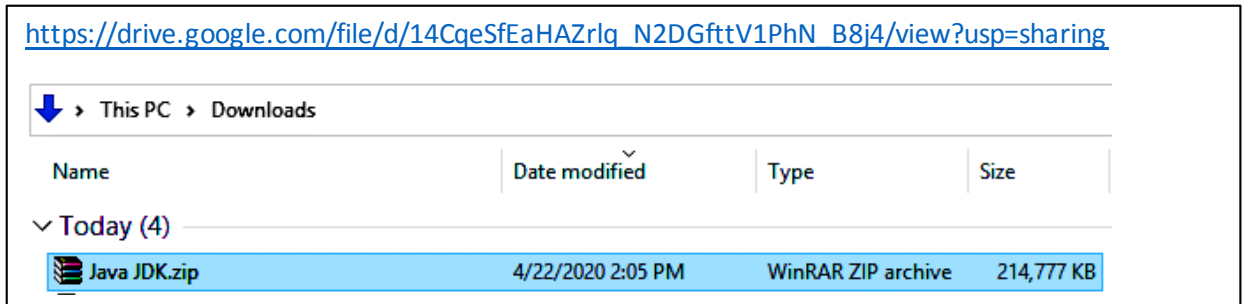 https://drive.google.com/file/d/14CqeSfEaHAZrlq_N2DGfttV1PhN_B8j4/view?usp=sharing
This PC > Downloads
Name Date modified Type Size
Today (4)
Java JDK.zip 4/22/2020 2:05 PM WinRAR ZIP archive 214,777 KB